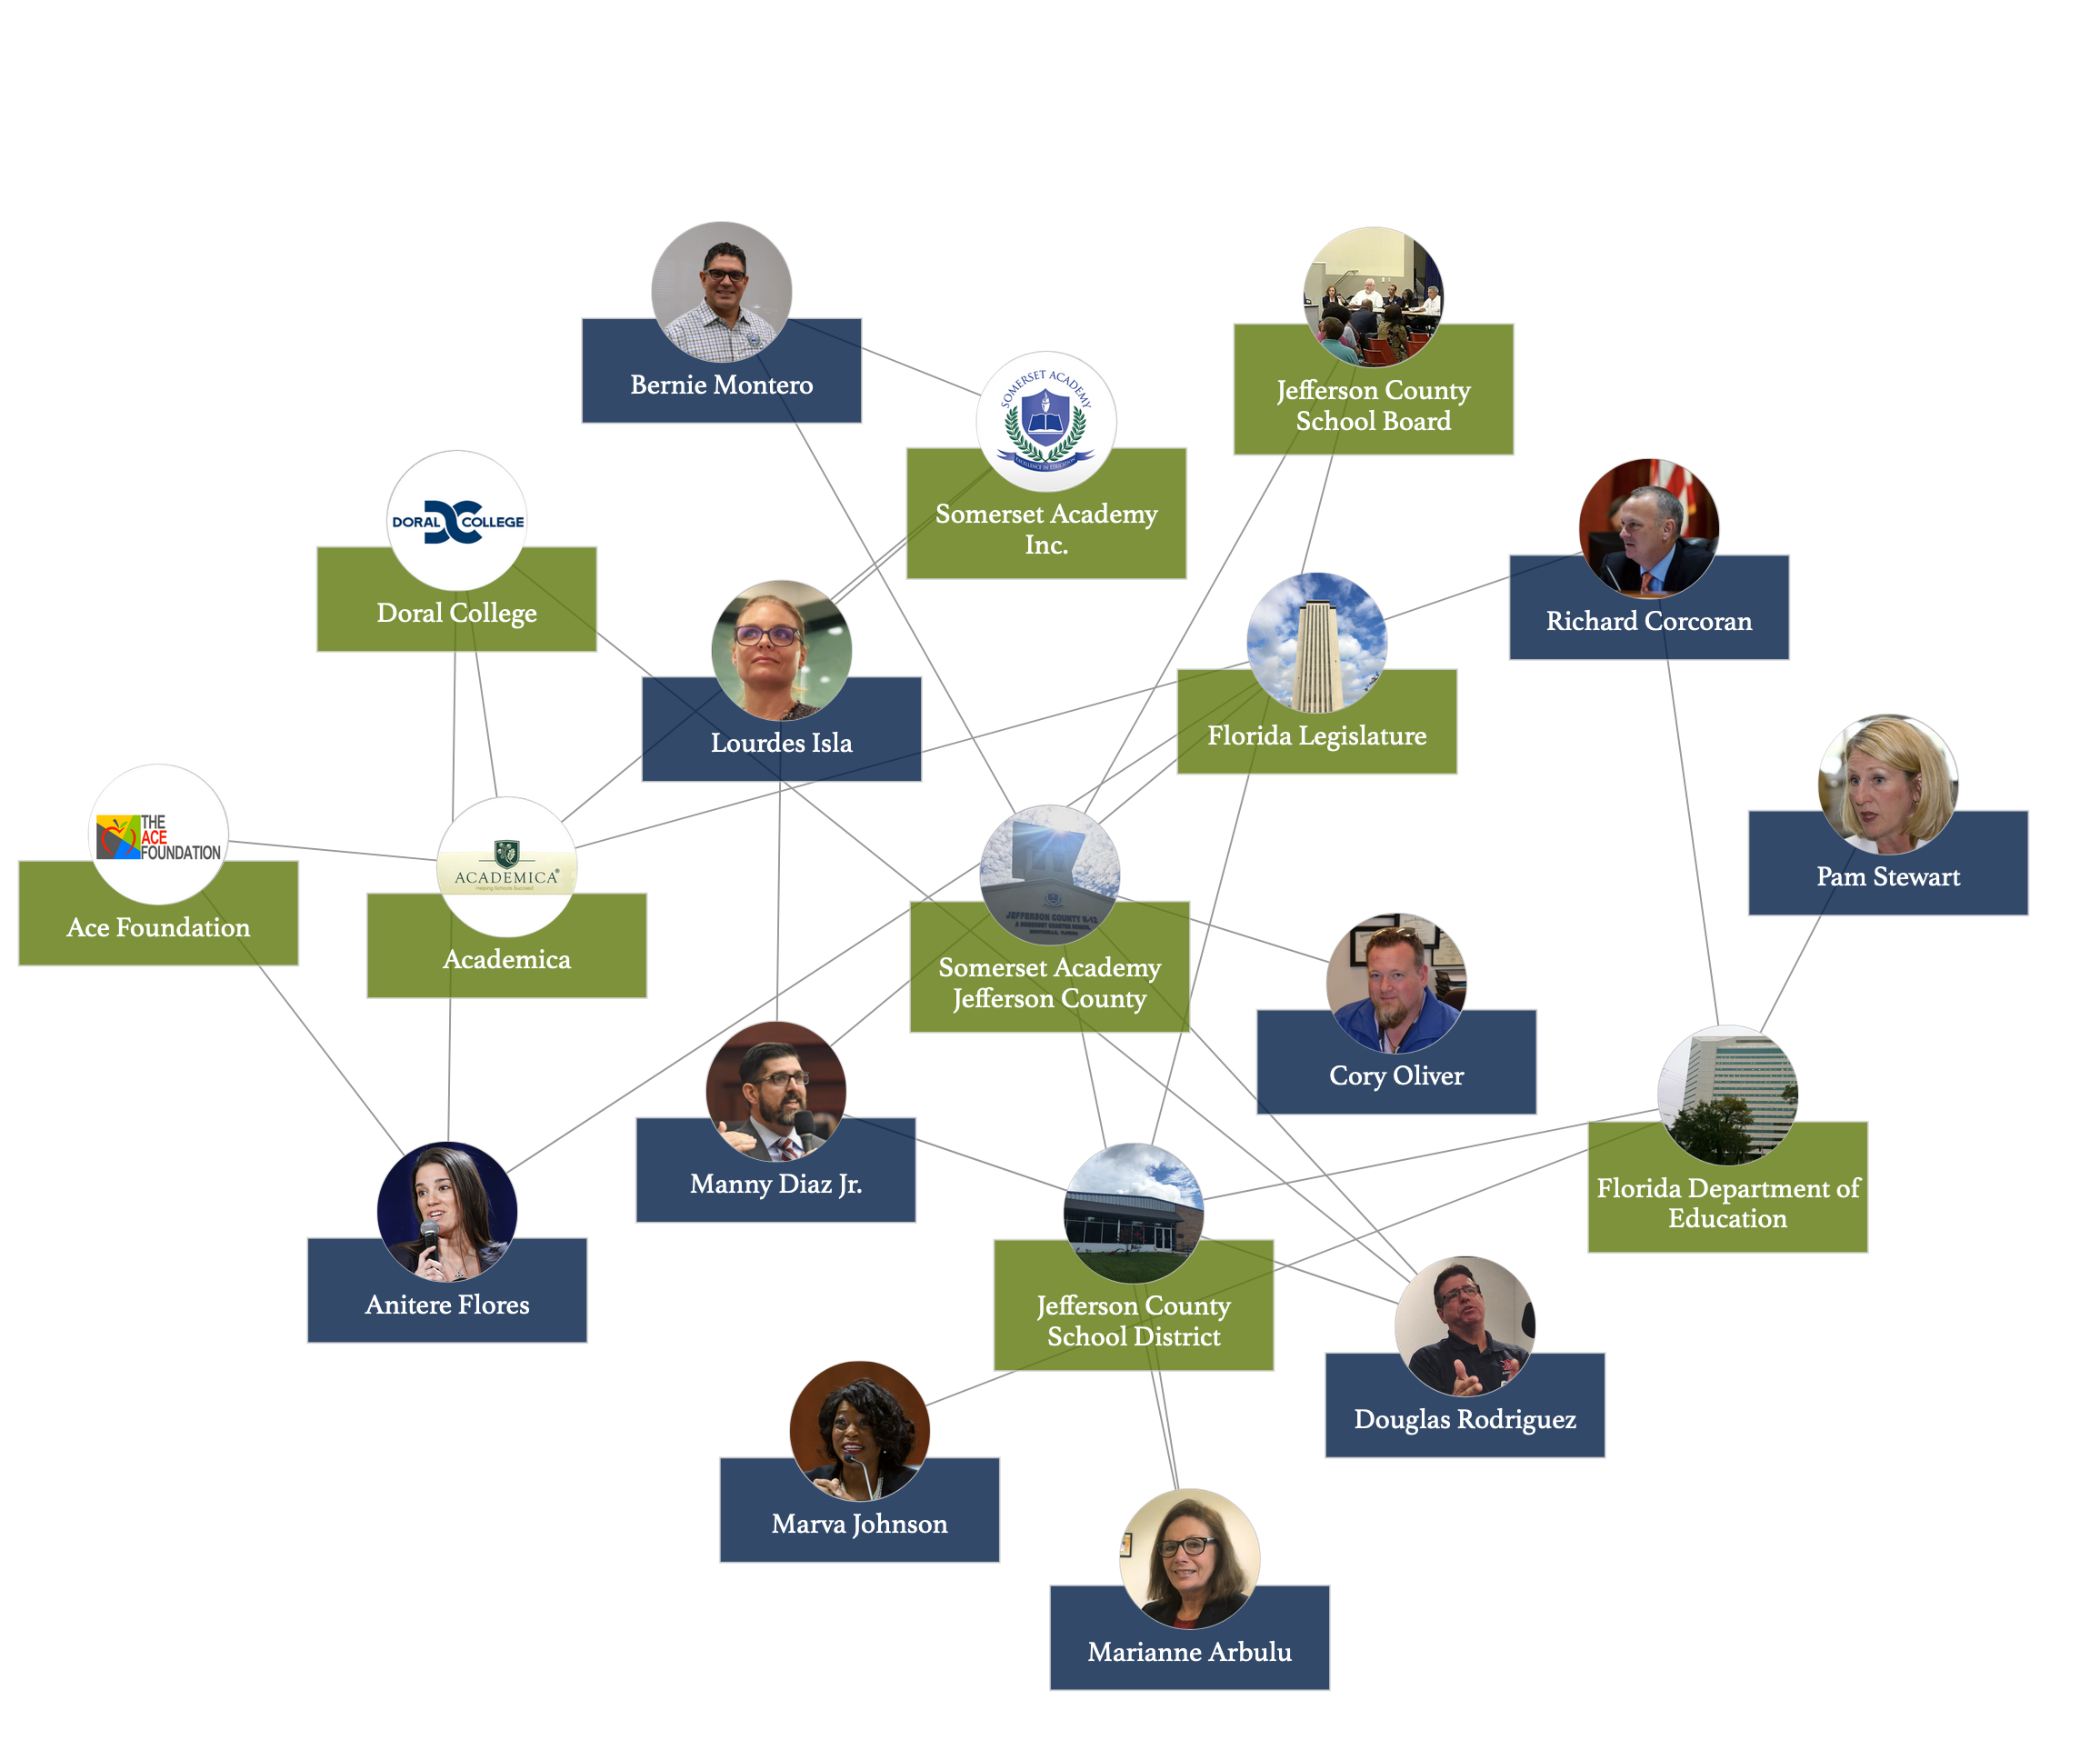 Bernie Montero
Jefferson County
School Board
SOMERSET ACADEMY
EXCELLENCE IN EDUCATION
Somerset Academy
Inc.
DORAL COLLEGE
Doral College
Richard Corcoran
Lourdes Isla
Florida Legislature
THE
ACE
FOUNDATION
Ace Foundation
ACADEMICA®
Helping Schools Succeed
Academica
Pam Stewart
JEFFERSON COUNTY K-12
A SOMERSET CHARTER SCHOOL
Somerset Academy
Jefferson County
Cory Oliver
Manny Diaz Jr.
Florida Department of
Education
Anitere Flores
Jefferson County
School District
Douglas Rodriguez
Marva Johnson
Marianne Arbulu